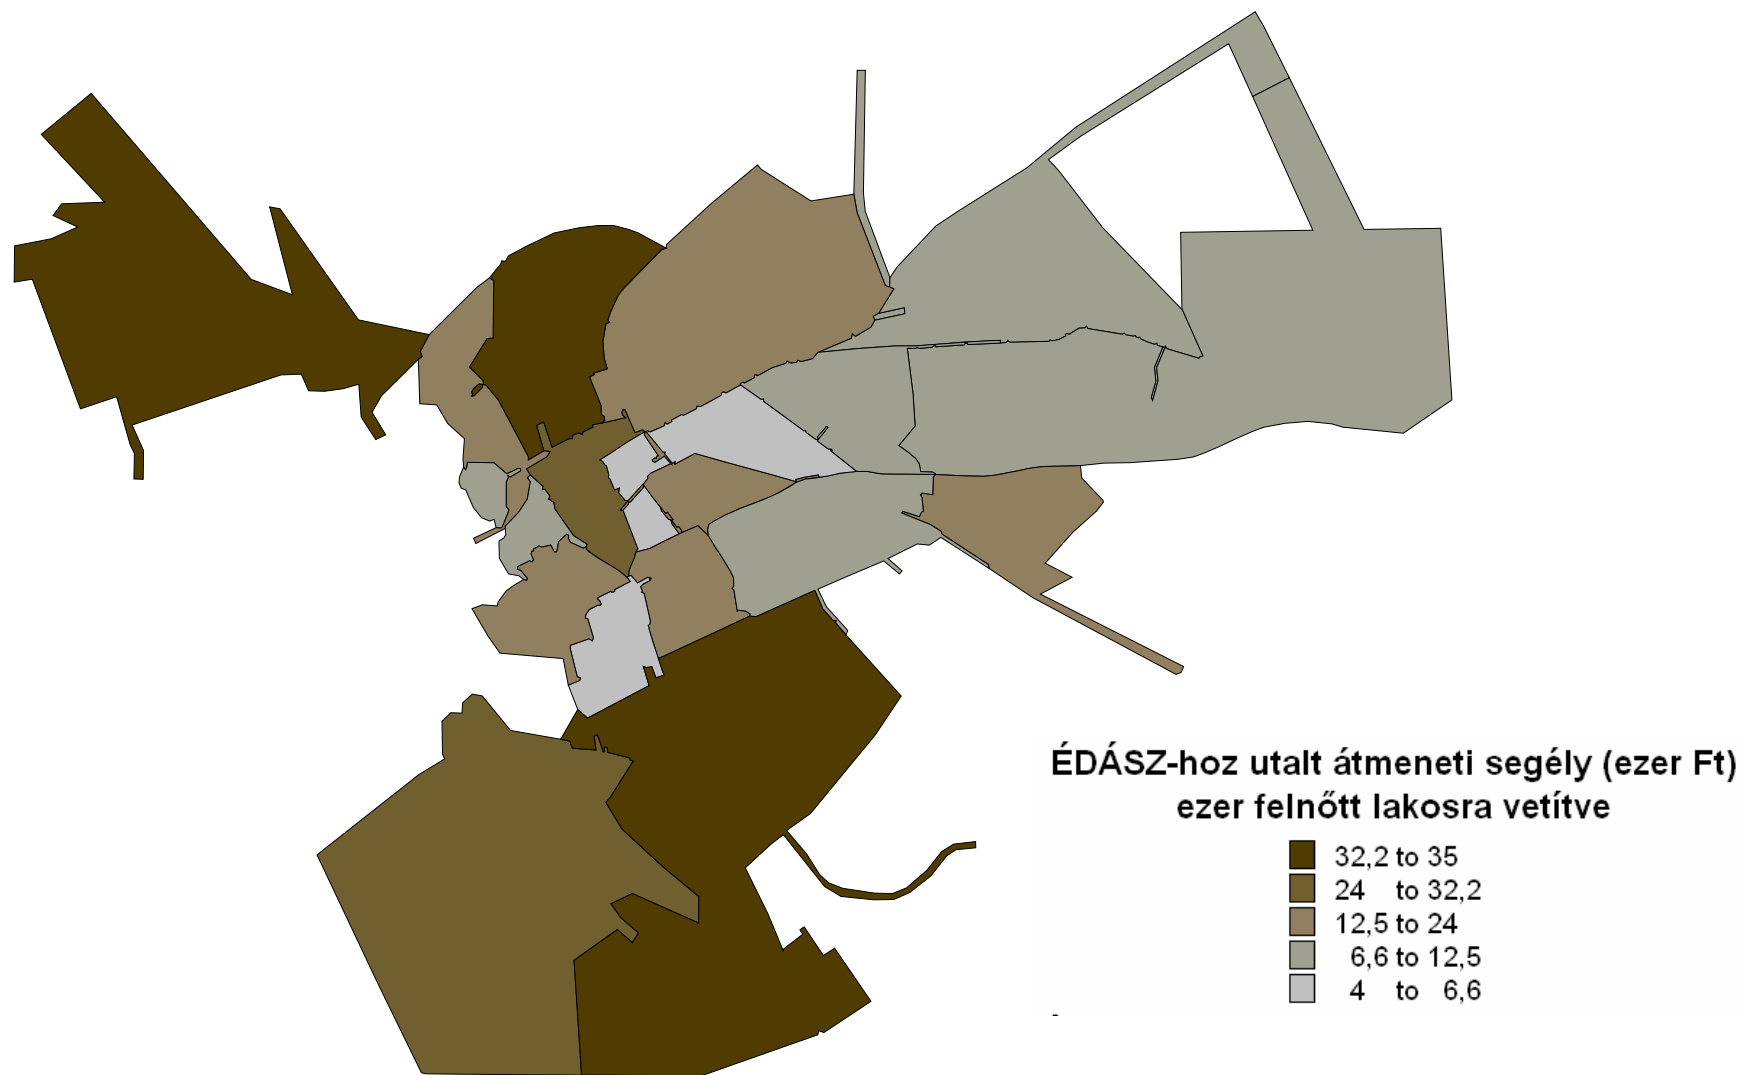 ÉDÁSZ-hoz utalt átmeneti segély (ezer Ft)
ezer felnőtt lakosra vetítve
32,2 to 35
24 to 32,2
12,5 to 24
6,6 to 12,5
4 to 6,6